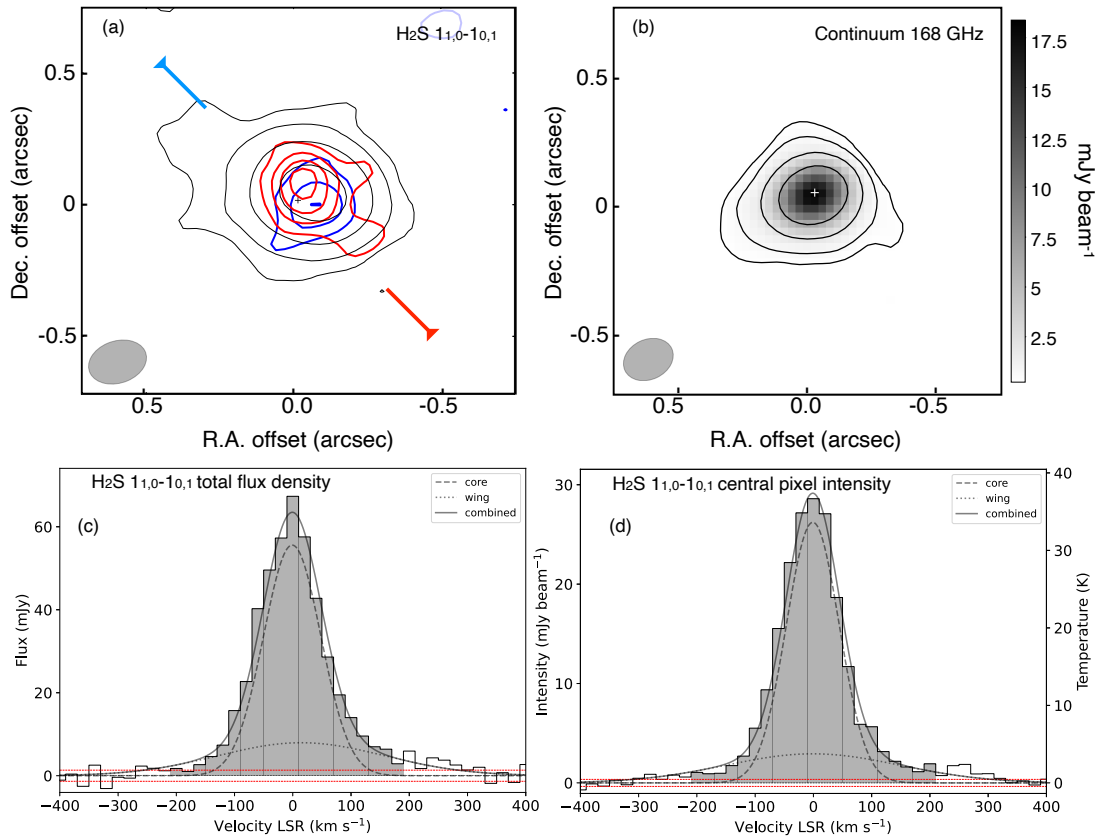 (a)
H₂S 1₁,₀-1₀,₁
Dec. offset (arcsec)
0.5
0
-0.5
0.5
0.0
-0.5
R.A. offset (arcsec)
(b)
Continuum 168 GHz
Dec. offset (arcsec)
0.5
0
-0.5
0.5
0.0
-0.5
R.A. offset (arcsec)
17.5
15
12.5
10
7.5
5
2.5
mJy beam⁻¹
H₂S 1₁,₀-1₀,₁ total flux density
(c)
core
wing
combined
Flux (mJy)
60
40
20
0
−400
−300
−200
−100
0
100
200
300
400
Velocity LSR (km s⁻¹)
H₂S 1₁,₀-1₀,₁ central pixel intensity
(d)
core
wing
combined
Intensity (mJy beam⁻¹)
30
20
10
0
40
30
20
10
0
Temperature (K)
−400
−300
−200
−100
0
100
200
300
400
Velocity LSR (km s⁻¹)